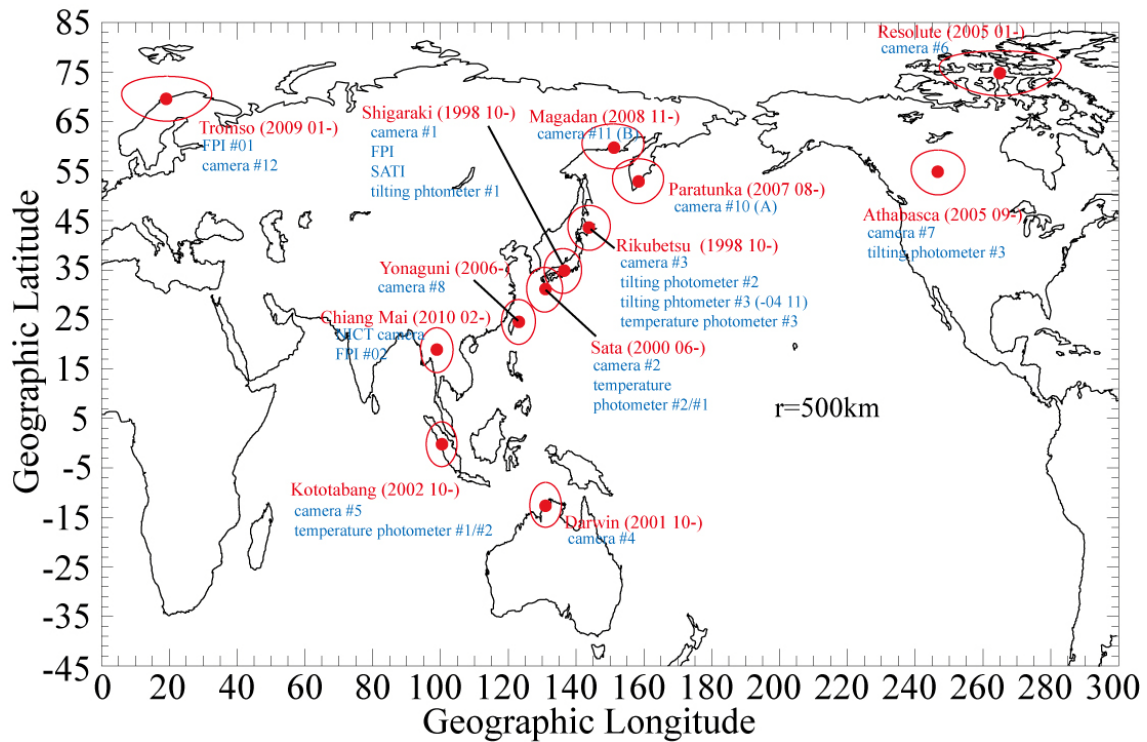 85
75
65
55
45
35
25
15
5
-5
-15
-25
-35
-45
Geographic Latitude
Resolute (2005 01-)
camera #6
Tromso (2009 01-)
FPI #01
camera #12
Shigaraki (1998 10-)
camera #1
FPI
SATI
tilting phtometer #1
Magadan (2008 11-)
camera #11 (B)
Paratunka (2007 08-)
camera #10 (A)
Athabasca (2005 09-)
camera #7
tilting photometer #3
Rikubetsu (1998 10-)
camera #3
tilting photometer #2
tilting phtometer #3 (-04 11)
temperature photometer #3
Yonaguni (2006-)
camera #8
Chiang Mai (2010 02-)
NICT camera
FPI #02
Sata (2000 06-)
camera #2
temperature
photometer #2/#1
r=500km
Kototabang (2002 10-)
camera #5
temperature photometer #1/#2
Darwin (2001 10-)
camera #4
0 20 40 60 80 100 120 140 160 180 200 220 240 260 280 300
Geographic Longitude